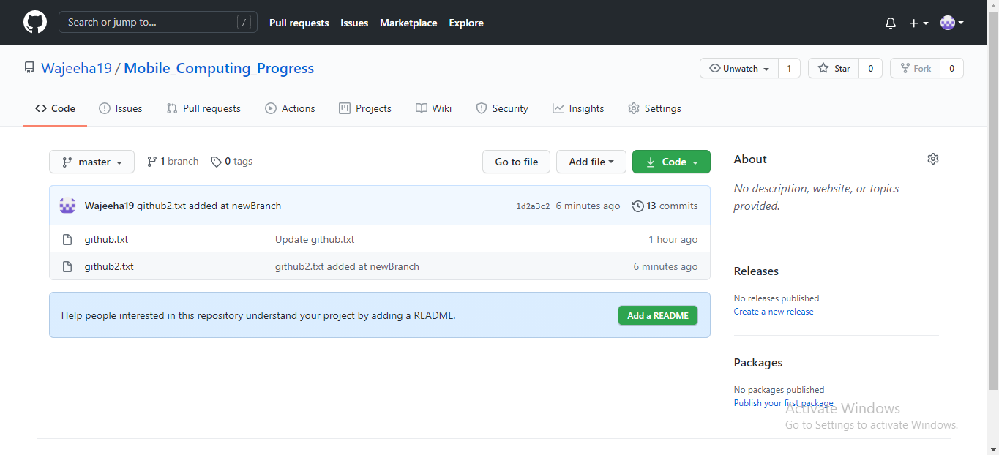 Search or jump to... /
Pull requests Issues Marketplace Explore
Wajeeha19 / Mobile_Computing_Progress
Unwatch 1 Star 0 Fork 0
Code Issues Pull requests Actions Projects Wiki Security Insights Settings
master 1 branch 0 tags Go to file Add file Code
Wajeeha19 github2.txt added at newBranch 1d2a3c2 6 minutes ago 13 commits
github.txt Update github.txt 1 hour ago
github2.txt github2.txt added at newBranch 6 minutes ago
Help people interested in this repository understand your project by adding a README. Add a README
About
No description, website, or topics
provided.
Releases
No releases published
Create a new release
Packages
No packages published
Publish your first package
Activate Windows
Go to Settings to activate Windows.